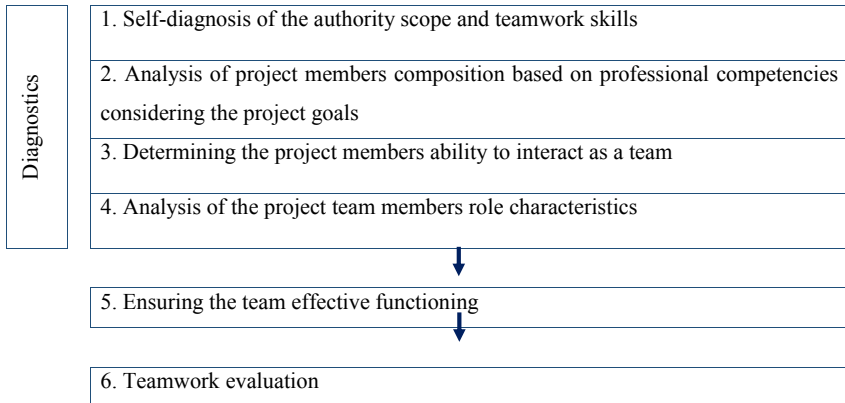 Diagnostics
1. Self-diagnosis of the authority scope and teamwork skills
2. Analysis of project members composition based on professional competencies
considering the project goals
3. Determining the project members ability to interact as a team
4. Analysis of the project team members role characteristics
5. Ensuring the team effective functioning
6. Teamwork evaluation